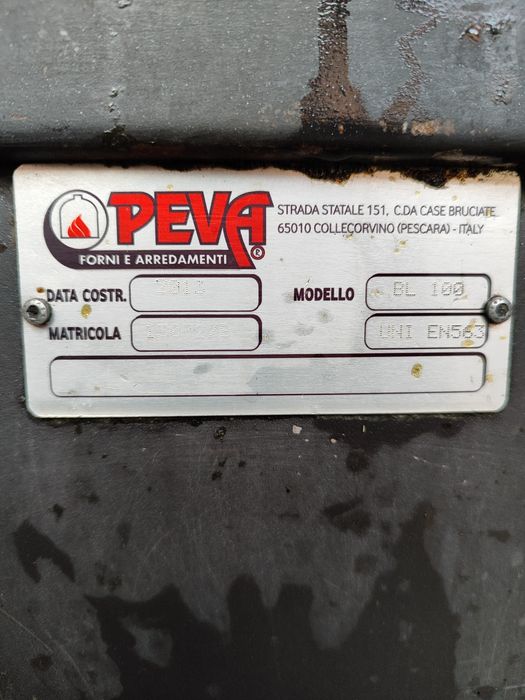 PEVA
FORNI E ARREDAMENTI
STRADA STATALE 151, C.DA CASE BRUCIATE
65010 COLLECORVINO (PESCARA) - ITALY
DATA COSTR.
MODELLO BL 100
MATRICOLA
UNI EN563